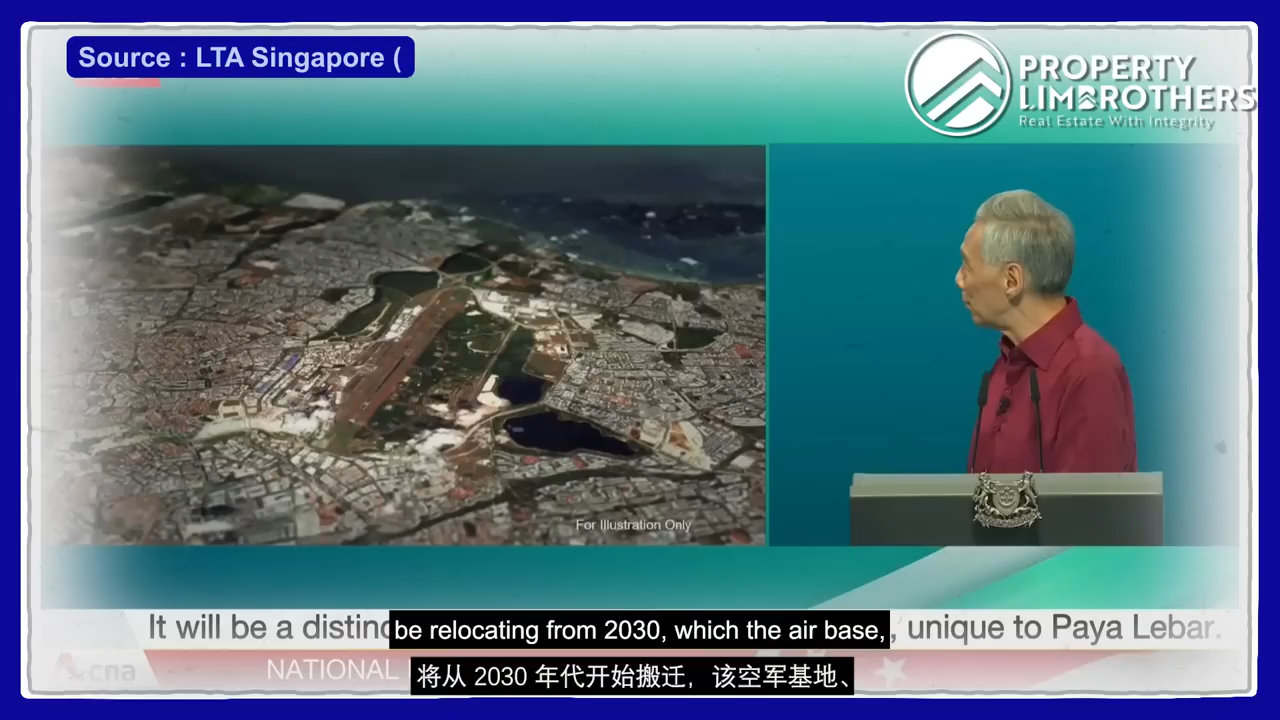 Source : LTA Singapore (
PROPERTY
LIMBROTHERS
Real Estate With Integrity
For Illustration Only
It will be a distinc
be relocating from 2030, which the air base,
, unique to Paya Lebar.
cna
NATIONAL
将从 2030 年代开始搬迁，该空军基地、